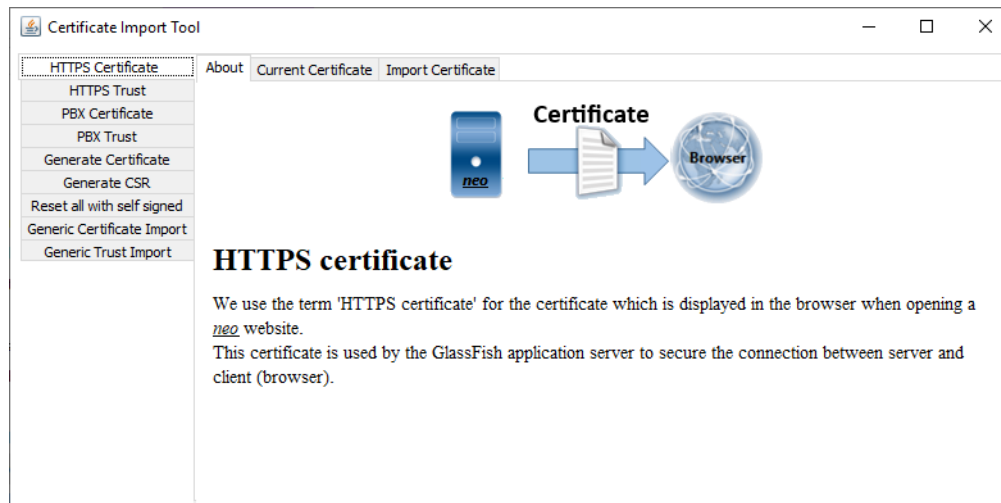 Certificate Import Tool
HTTPS Certificate
HTTPS Trust
PBX Certificate
PBX Trust
Generate Certificate
Generate CSR
Reset all with self signed
Generic Certificate Import
Generic Trust Import
About Current Certificate Import Certificate
Certificate
neo
Browser
HTTPS certificate
We use the term 'HTTPS certificate' for the certificate which is displayed in the browser when opening a
neo website.
This certificate is used by the GlassFish application server to secure the connection between server and
client (browser).